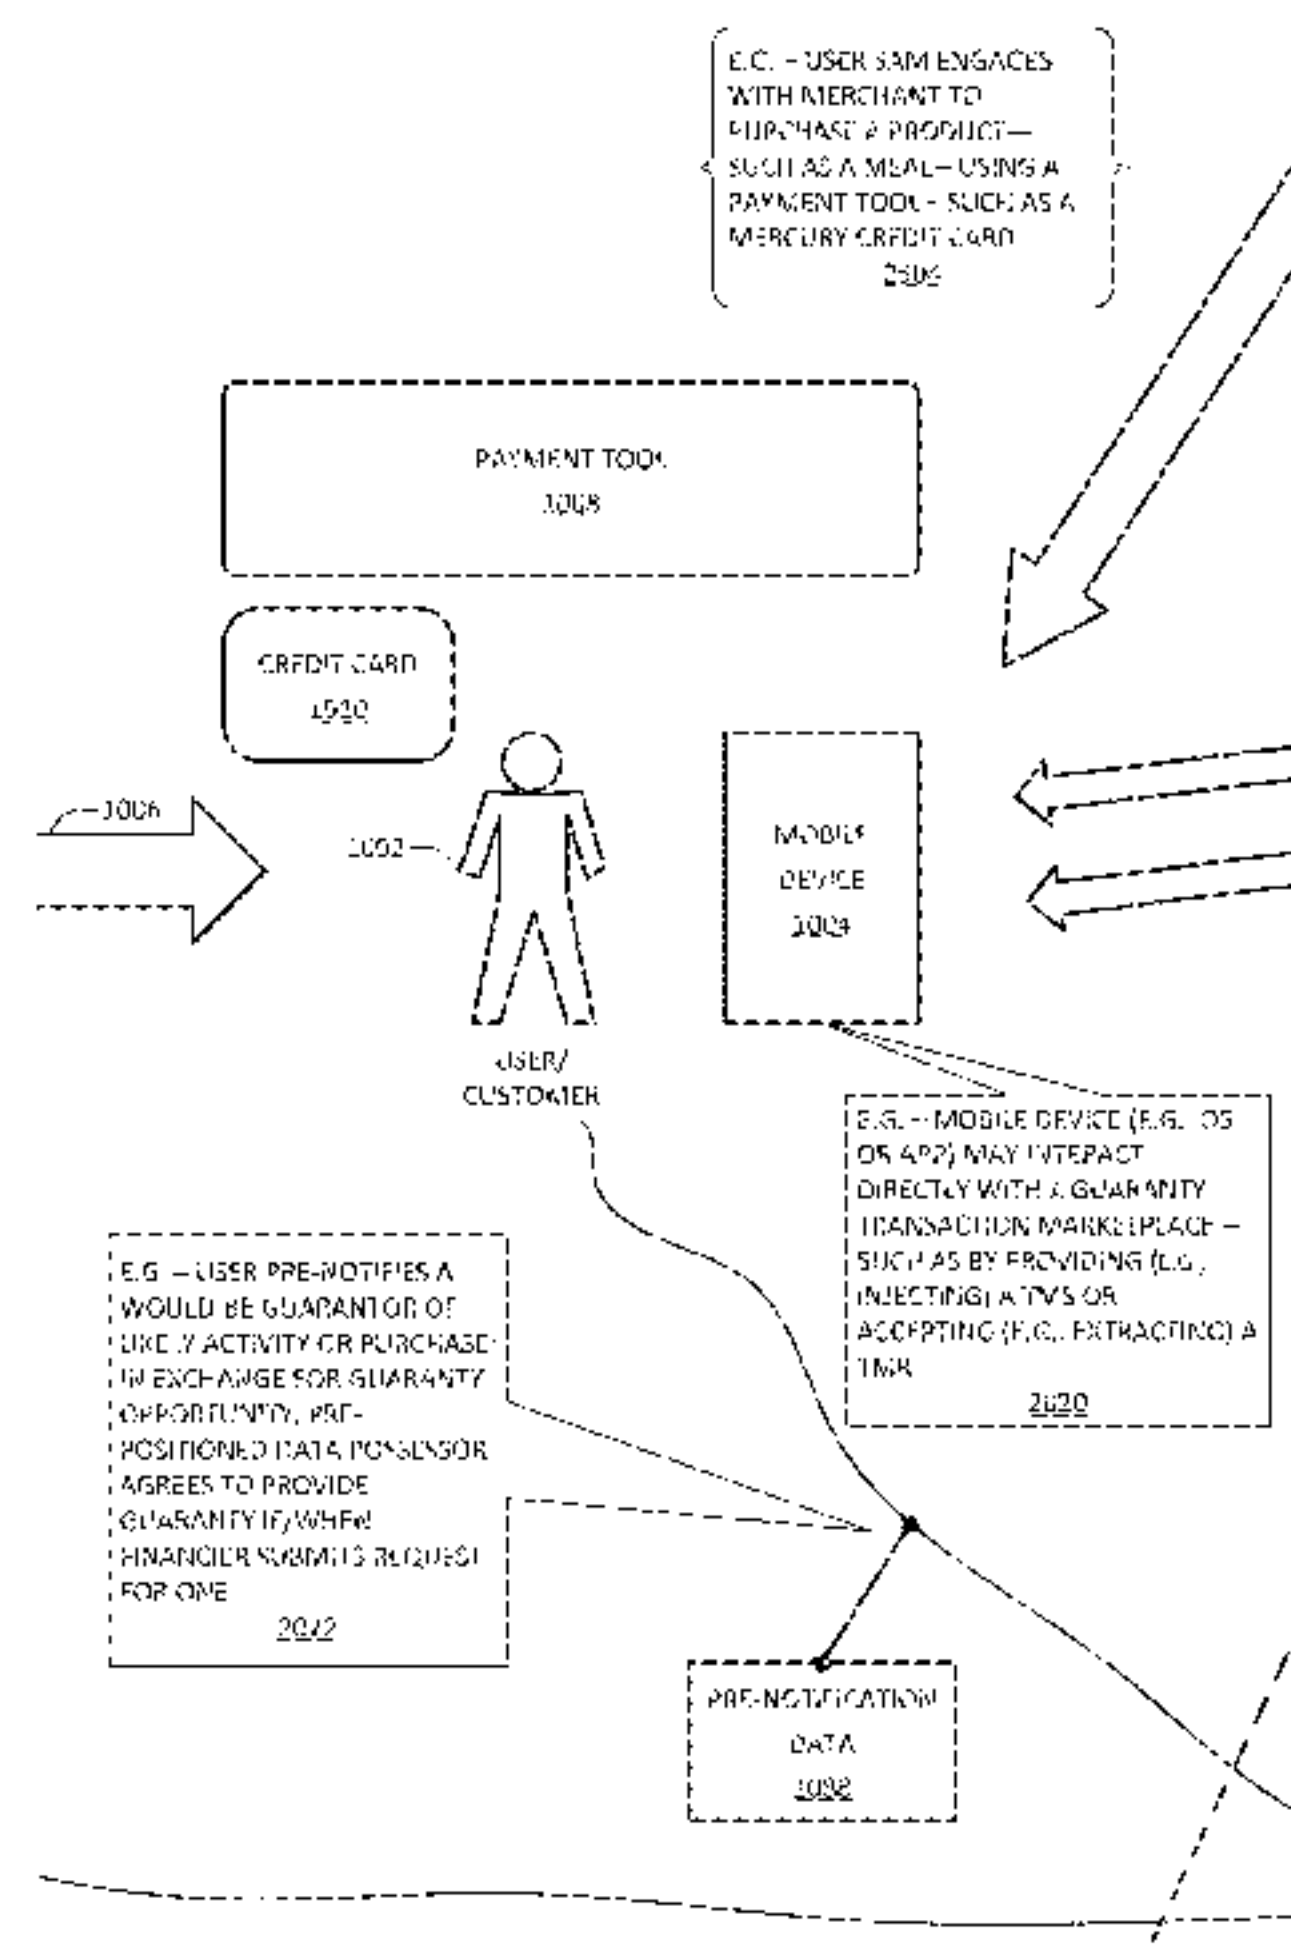 E.G. – USER SAM ENGAGES
WITH MERCHANT TO
PURCHASE A PRODUCT—
SUCH AS A MEAL— USING A
PAYMENT TOOL - SUCH AS A
MERCURY CREDIT CARD
PAYMENT TOOL
CREDIT CARD
1006
MOBILE
DEVICE
1004
USER/
CUSTOMER
E.G. – MOBILE DEVICE (E.G. OS
OR APP) MAY INTERACT
DIRECTLY WITH A GUARANTY
TRANSACTION MARKETPLACE –
SUCH AS BY PROVIDING (E.G.,
INJECTING) OR
ACCEPTING (E.G., EXTRACTING) A
2020
E.G. – USER PRE-NOTIFIES A
WOULD BE GUARANTOR OF
LIKELY ACTIVITY OR PURCHASE;
IN EXCHANGE FOR GUARANTY
OPPORTUNITY, PRE-
POSITIONED DATA POSSESSOR
AGREES TO PROVIDE
GUARANTY IF/WHEN
FINANCIER SUBMITS REQUEST
FOR ONE
PRE-NOTIFICATION
DATA